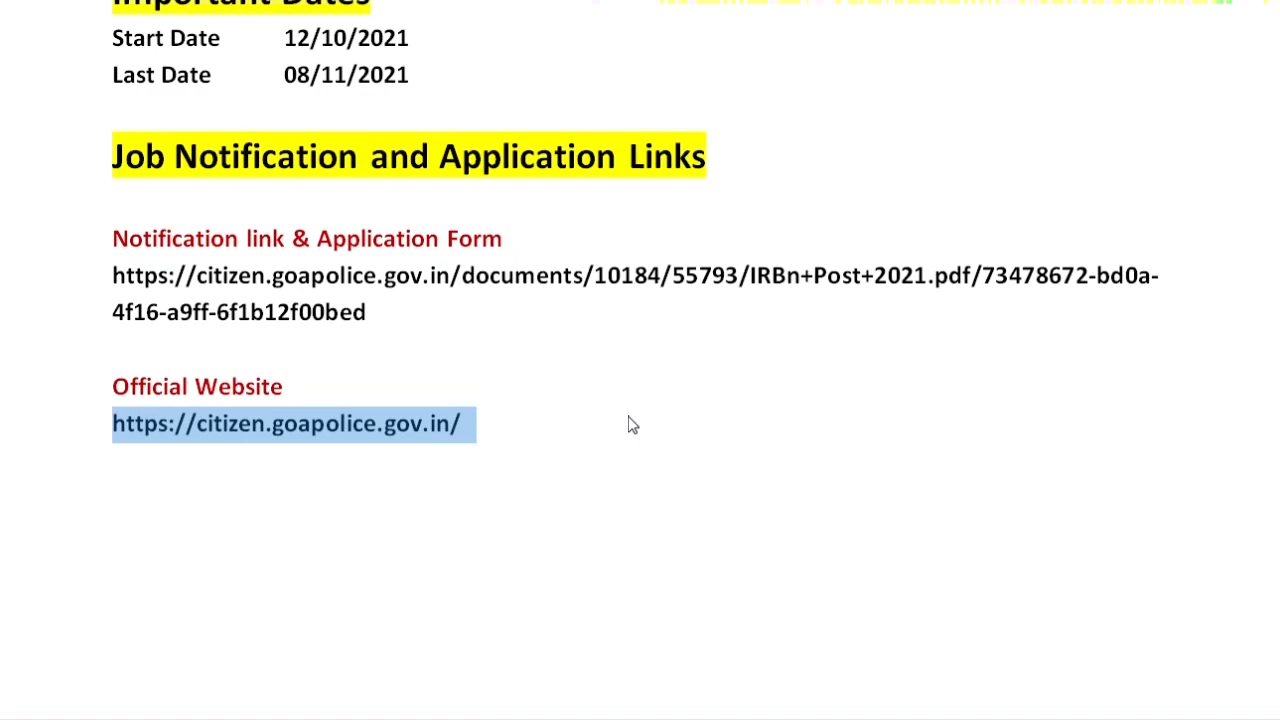 Important Dates
Start Date 12/10/2021
Last Date 08/11/2021
Job Notification and Application Links
Notification link & Application Form
https://citizen.goapolice.gov.in/documents/10184/55793/IRBn+Post+2021.pdf/73478672-bd0a-
4f16-a9ff-6f1b12f00bed
Official Website
https://citizen.goapolice.gov.in/